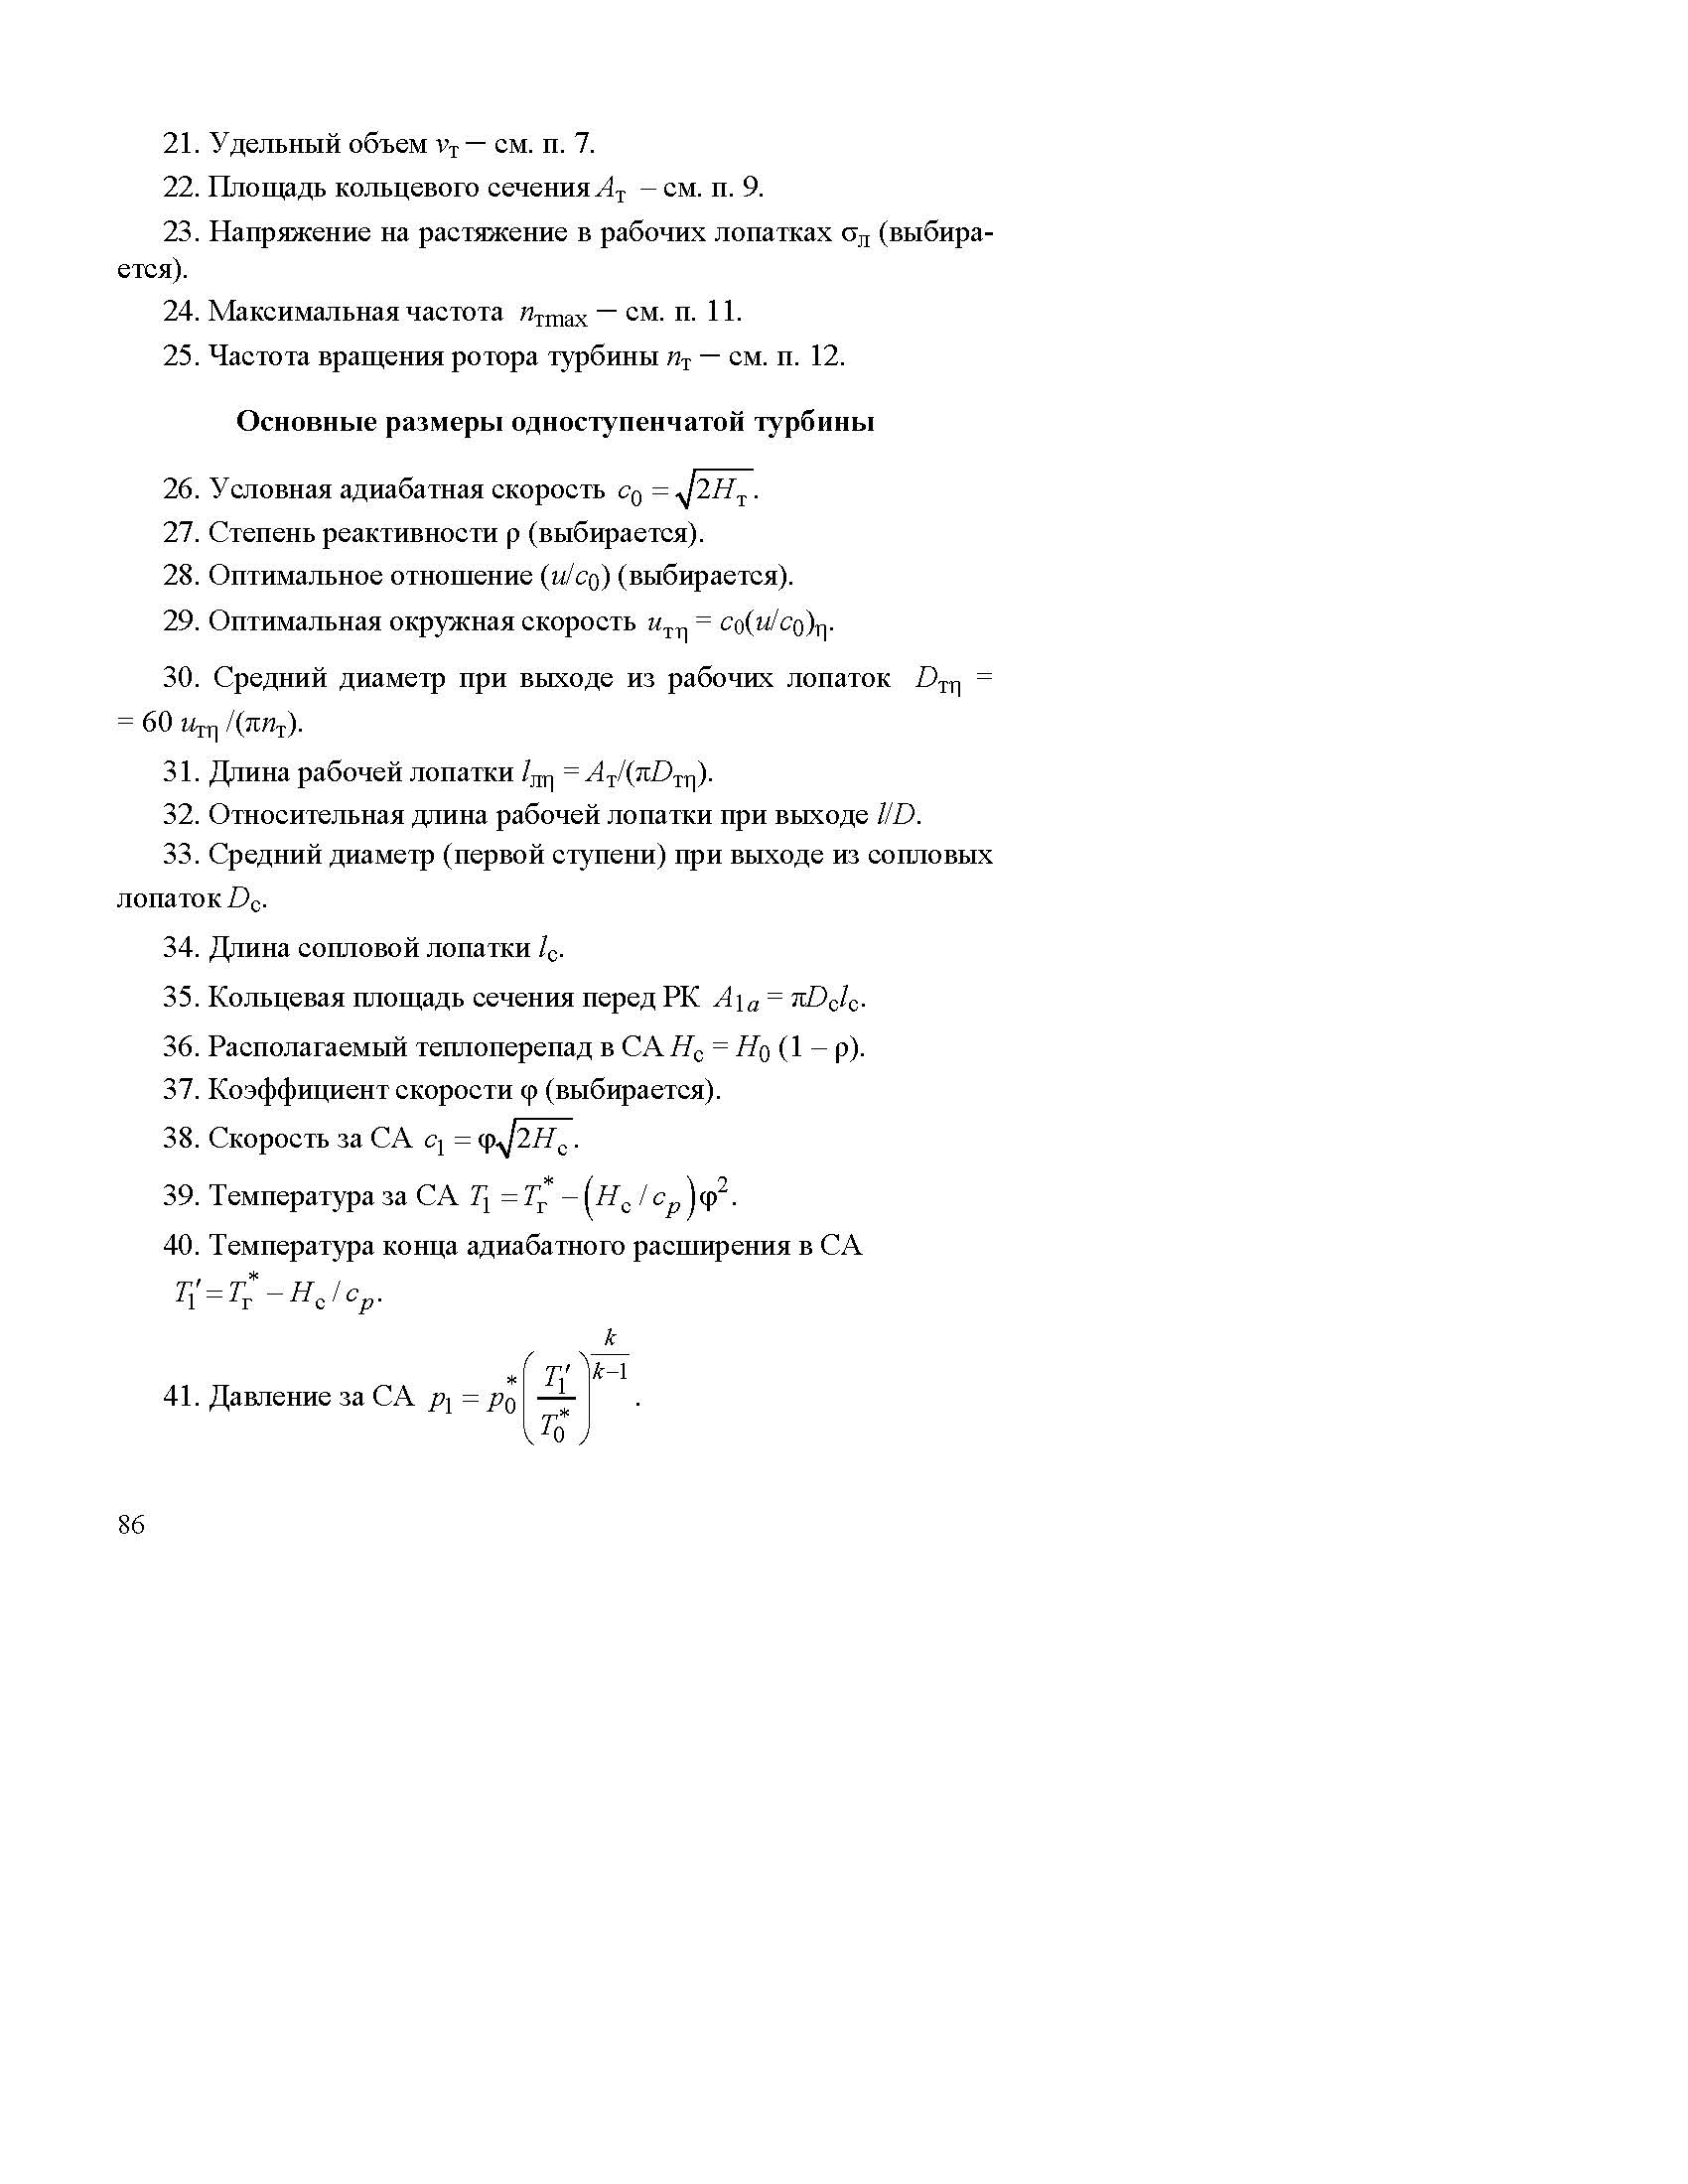 21. Удельный объем vт — см. п. 7.
22. Площадь кольцевого сечения Aт – см. п. 9.
23. Напряжение на растяжение в рабочих лопатках σл (выбира-
ется).
24. Максимальная частота nтmax — см. п. 11.
25. Частота вращения ротора турбины nт — см. п. 12.
Основные размеры одноступенчатой турбины
26. Условная адиабатная скорость c₀ = √(2Hт).
27. Степень реактивности ρ (выбирается).
28. Оптимальное отношение (u/c₀) (выбирается).
29. Оптимальная окружная скорость uтη = c₀(u/c₀)η.
30. Средний диаметр при выходе из рабочих лопаток Dтη =
= 60 uтη /(πnт).
31. Длина рабочей лопатки lлη = Aт/(πDтη).
32. Относительная длина рабочей лопатки при выходе l/D.
33. Средний диаметр (первой ступени) при выходе из сопловых
лопаток Dс.
34. Длина сопловой лопатки lс.
35. Кольцевая площадь сечения перед РК A₁a = πDсlс.
36. Располагаемый теплоперепад в СА Hс = H₀ (1 – ρ).
37. Коэффициент скорости φ (выбирается).
38. Скорость за СА c₁ = φ√(2Hс).
39. Температура за СА T₁ = Tг* – (Hс / cp)φ².
40. Температура конца адиабатного расширения в СА
T₁′ = Tг* – Hс / cp.
41. Давление за СА p₁ = p₀* (T₁′ / T₀*)^(k/(k–1)).
86